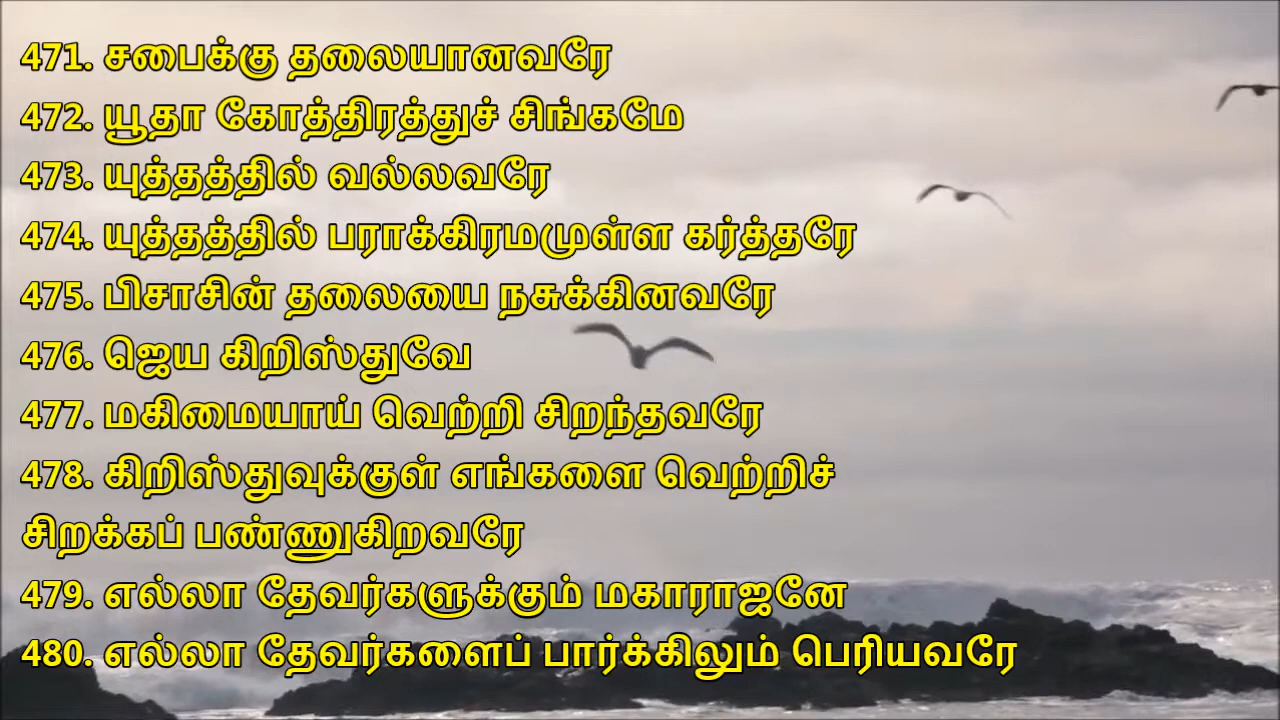 471. சபைக்கு தலையானவரே
472. யூதா கோத்திரத்துச் சிங்கமே
473. யுத்தத்தில் வல்லவரே
474. யுத்தத்தில் பராக்கிரமமுள்ள கர்த்தரே
475. பிசாசின் தலையை நசுக்கினவரே
476. ஜெய கிறிஸ்துவே
477. மகிமையாய் வெற்றி சிறந்தவரே
478. கிறிஸ்துவுக்குள் எங்களை வெற்றிச்
சிறக்கப் பண்ணுகிறவரே
479. எல்லா தேவர்களுக்கும் மகாராஜனே
480. எல்லா தேவர்களைப் பார்க்கிலும் பெரியவரே